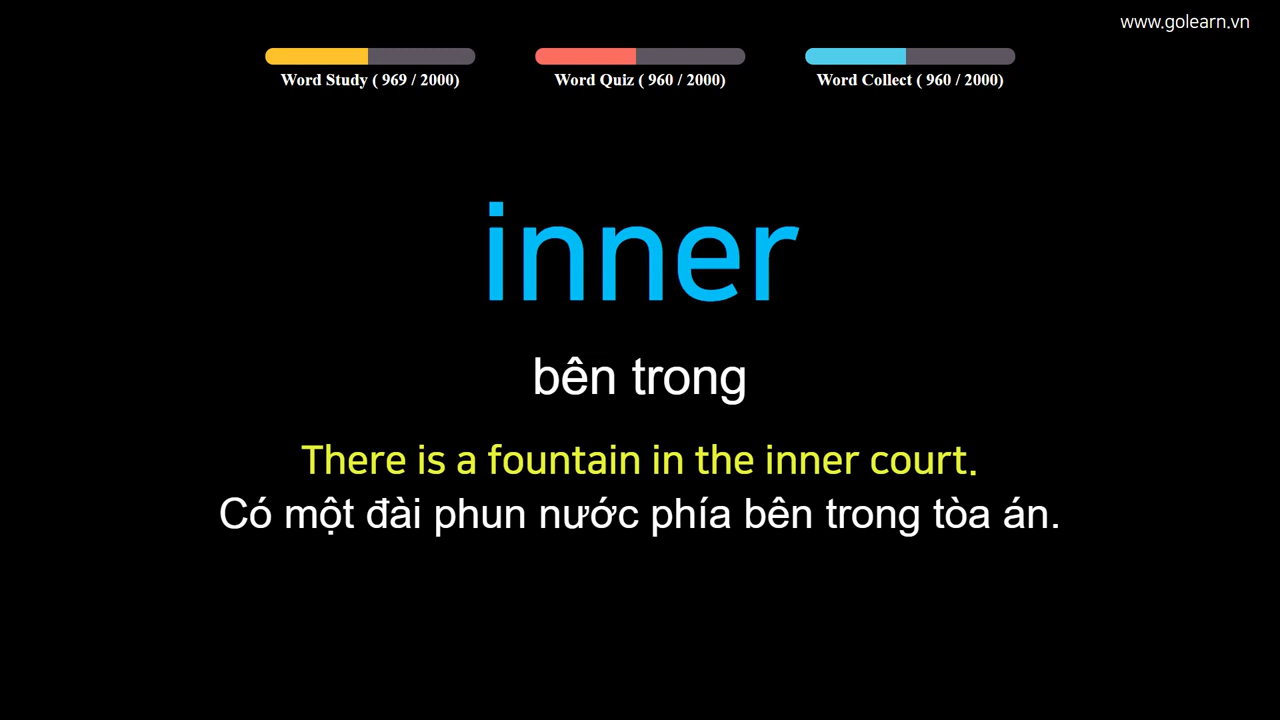 www.golearn.vn
Word Study ( 969 / 2000)
Word Quiz ( 960 / 2000)
Word Collect ( 960 / 2000)
inner
bên trong
There is a fountain in the inner court.
Có một đài phun nước phía bên trong tòa án.